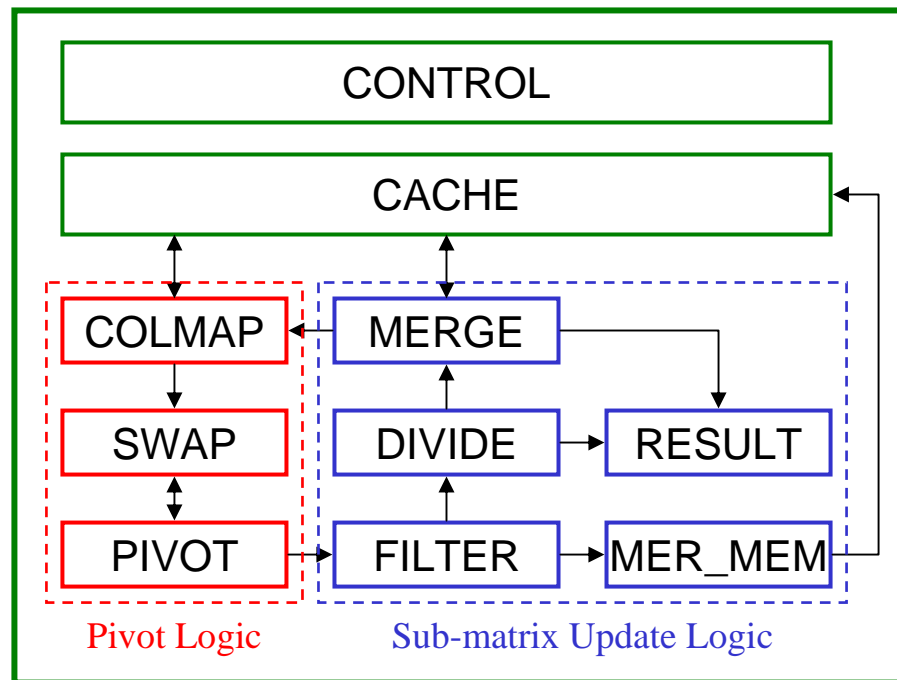 CONTROL
CACHE
COLMAP MERGE
SWAP DIVIDE RESULT
PIVOT FILTER MER_MEM
Pivot Logic Sub-matrix Update Logic